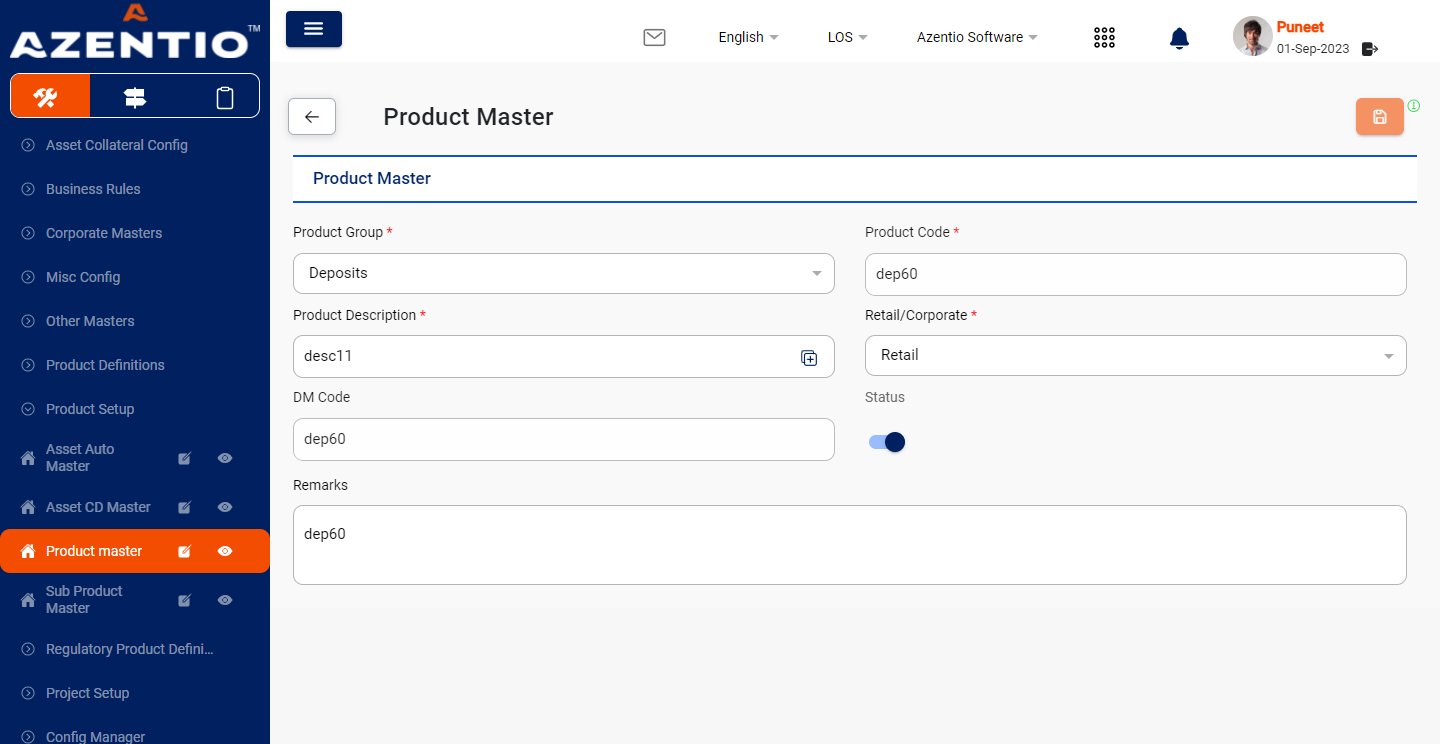 AZENTIO™
Asset Collateral Config
Business Rules
Corporate Masters
Misc Config
Other Masters
Product Definitions
Product Setup
Asset Auto
Master
Asset CD Master
Product master
Sub Product
Master
Regulatory Product Defini...
Project Setup
Config Manager
English
LOS
Azentio Software
Puneet
01-Sep-2023
Product Master
Product Master
Product Group *
Product Code *
Deposits
dep60
Product Description *
Retail/Corporate *
desc11
Retail
DM Code
Status
dep60
Remarks
dep60